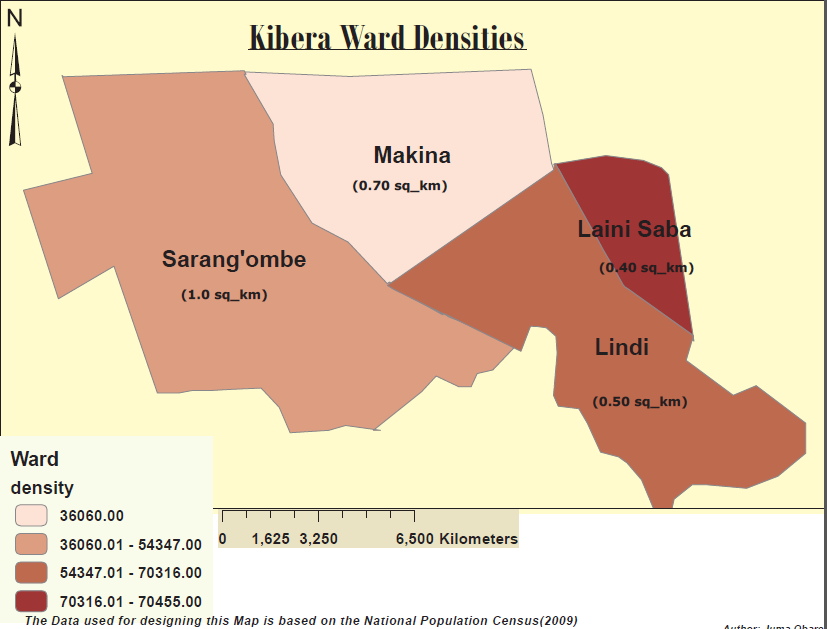 N
Kibera Ward Densities
Makina
(0.70 sq_km)
Laini Saba
(0.40 sq_km)
Sarang'ombe
(1.0 sq_km)
Lindi
(0.50 sq_km)
Ward
density
36060.00
36060.01 - 54347.00
54347.01 - 70316.00
70316.01 - 70455.00
0 1,625 3,250 6,500 Kilometers
The Data used for designing this Map is based on the National Population Census(2009)
Author: Juma Obare